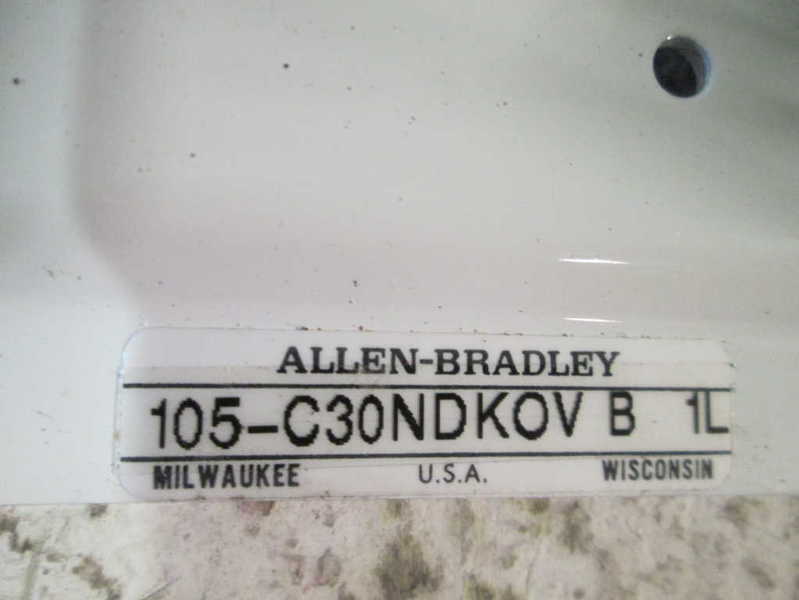 ALLEN-BRADLEY
105-C30NDKOV B 1L
MILWAUKEE U.S.A. WISCONSIN